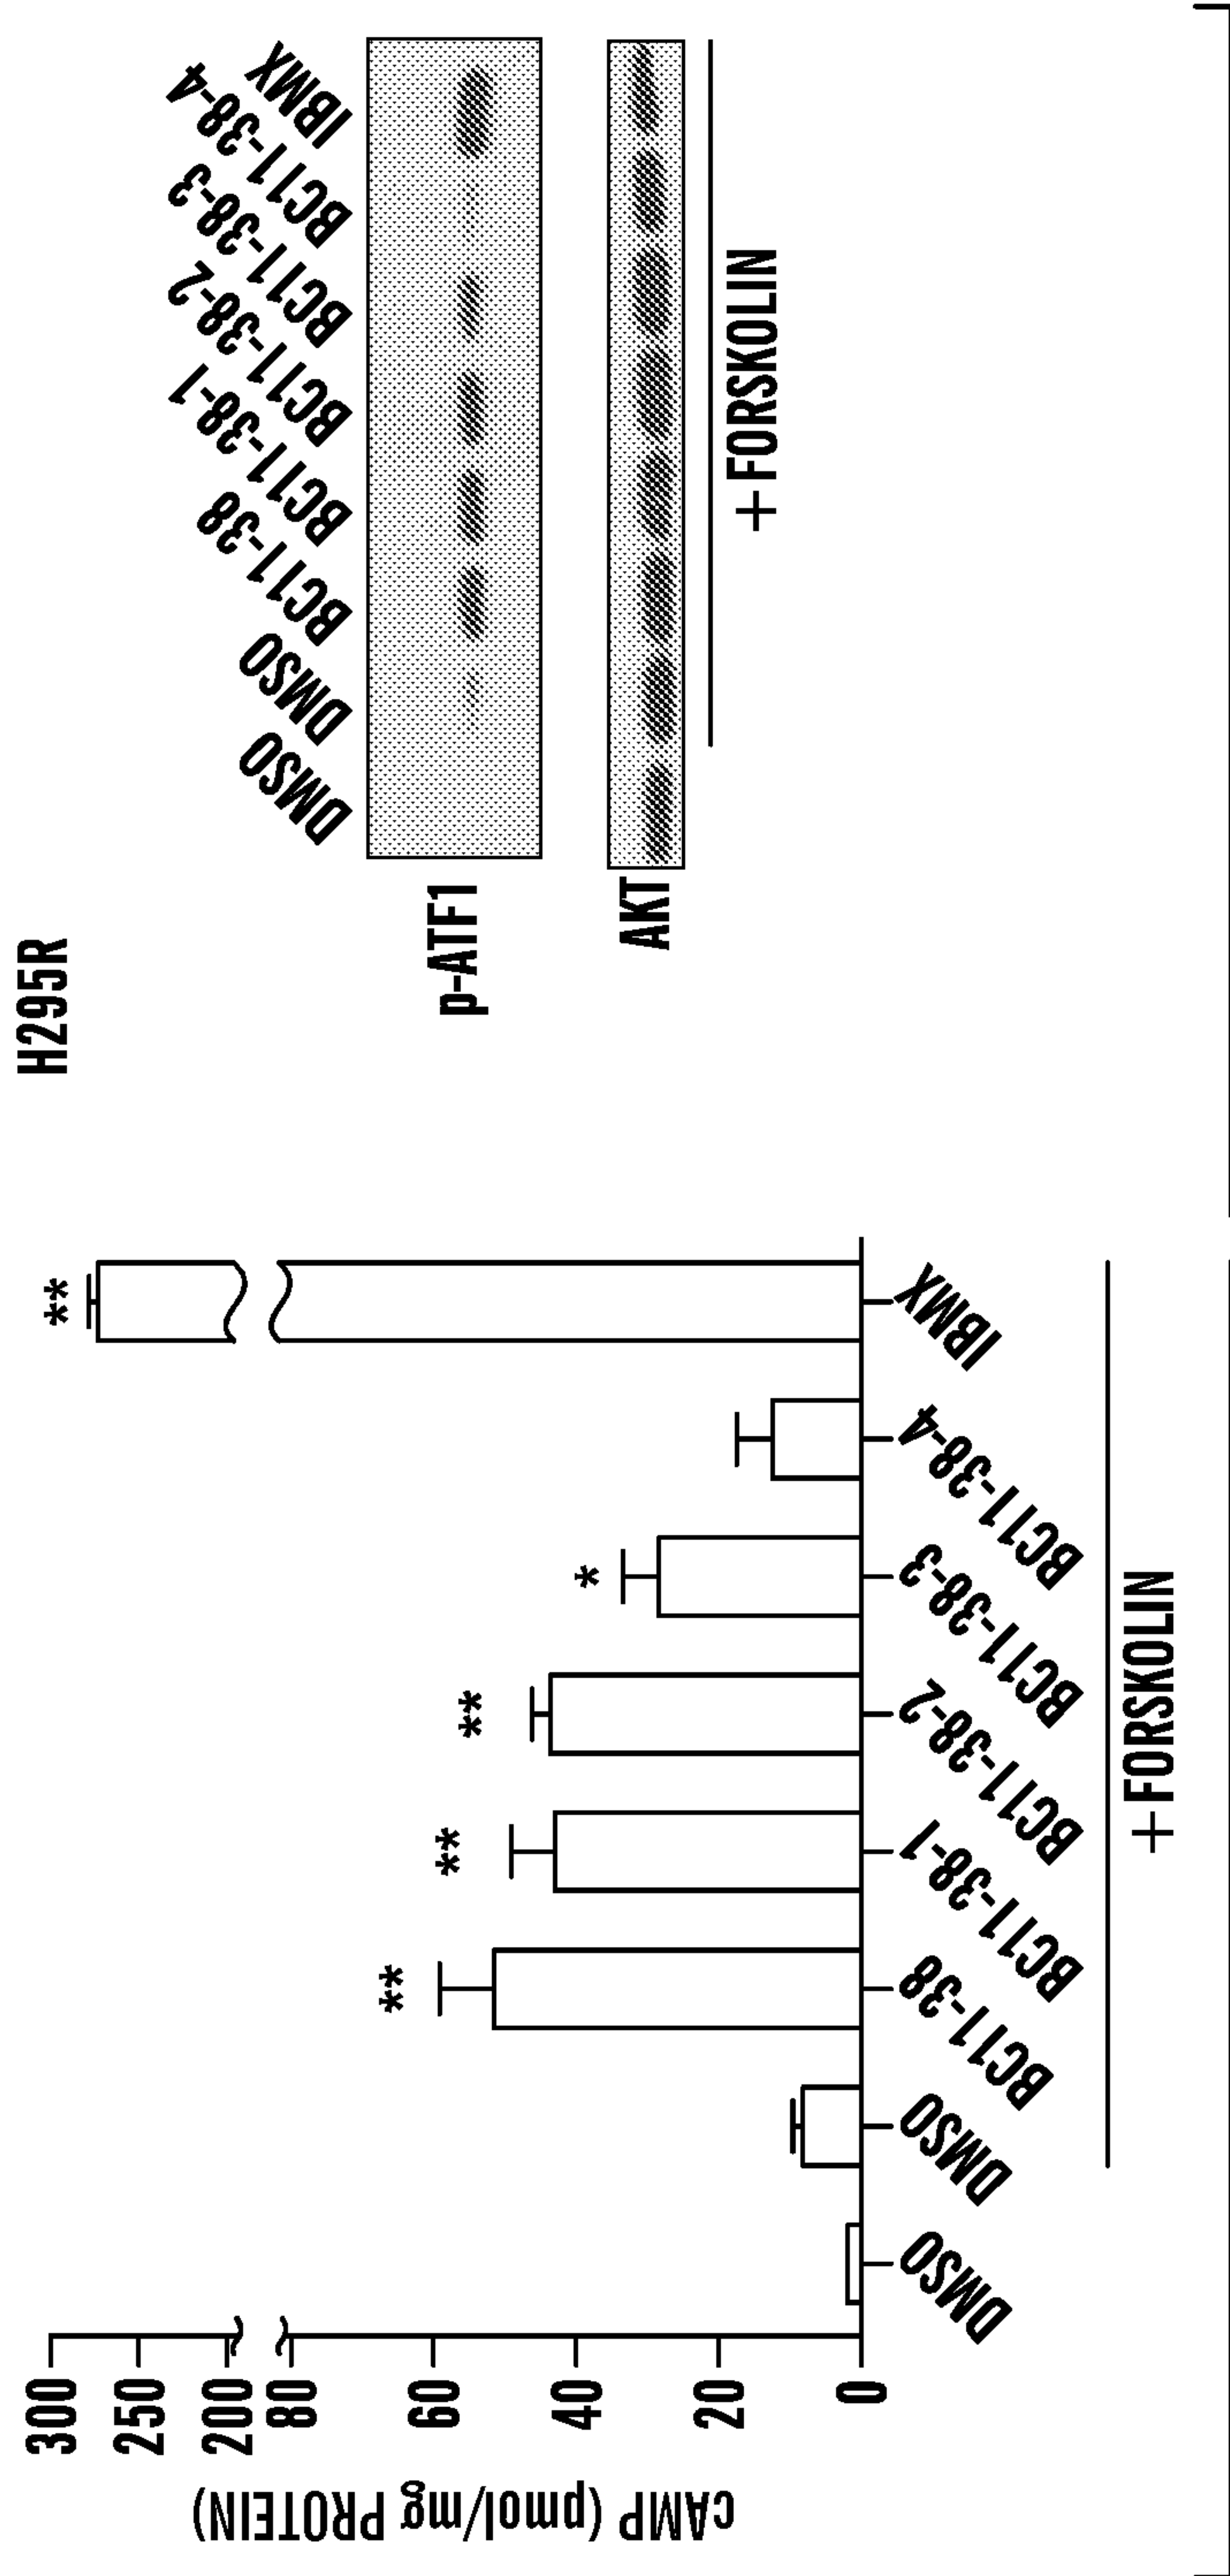 H295R
cAMP (pmol/mg PROTEIN)
300
250
200
80
60
40
20
0
**
**
**
*
**
DMSO
DMSO
BC11-38
BC11-38-1
BC11-38-2
BC11-38-3
BC11-38-4
IBMX
+ FORSKOLIN
DMSO
DMSO
BC11-38
BC11-38-1
BC11-38-2
BC11-38-3
BC11-38-4
IBMX
p-ATF1
AKT
+ FORSKOLIN